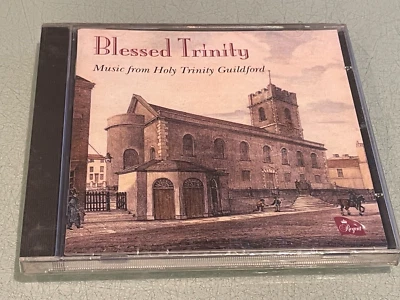 Blessed Trinity
Music from Holy Trinity Guildford